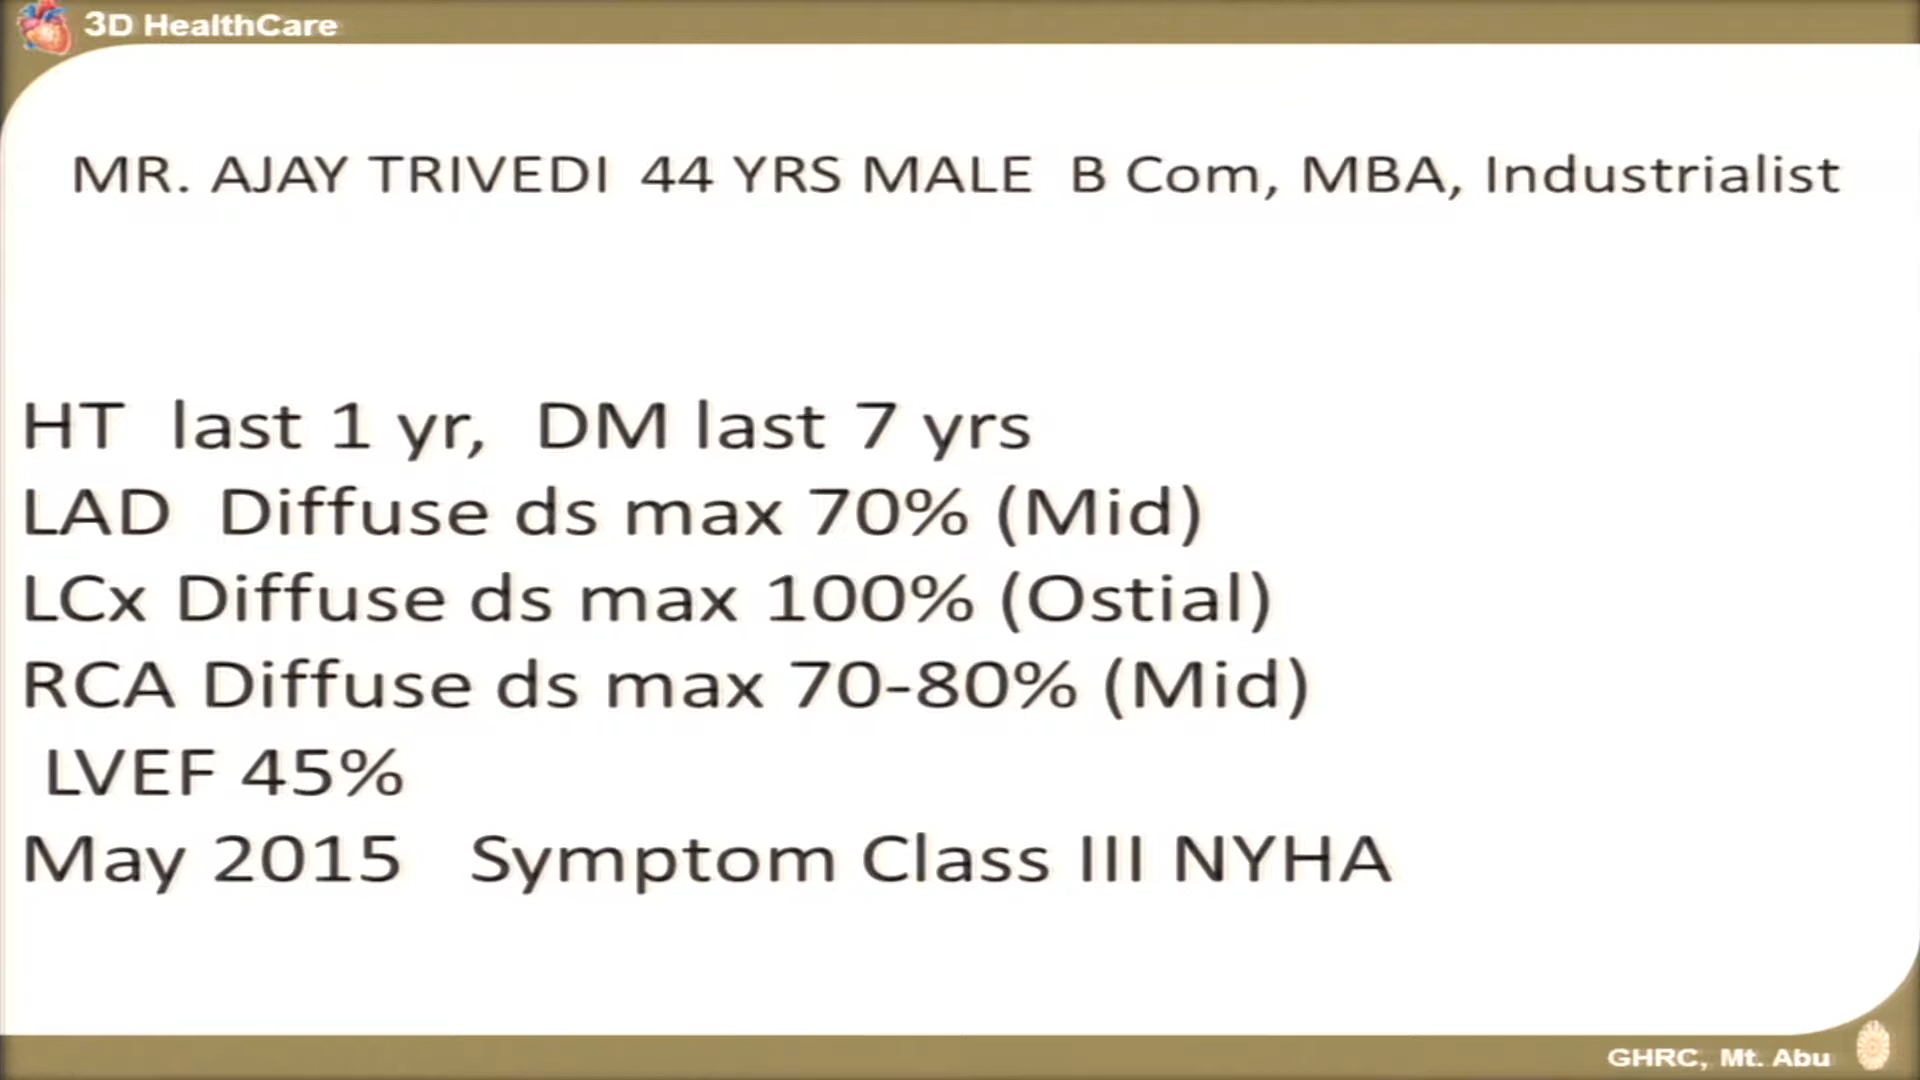 3D HealthCare
MR. AJAY TRIVEDI 44 YRS MALE B Com, MBA, Industrialist
HT last 1 yr, DM last 7 yrs
LAD Diffuse ds max 70% (Mid)
LCx Diffuse ds max 100% (Ostial)
RCA Diffuse ds max 70-80% (Mid)
LVEF 45%
May 2015 Symptom Class III NYHA
GHRC, Mt. Abu